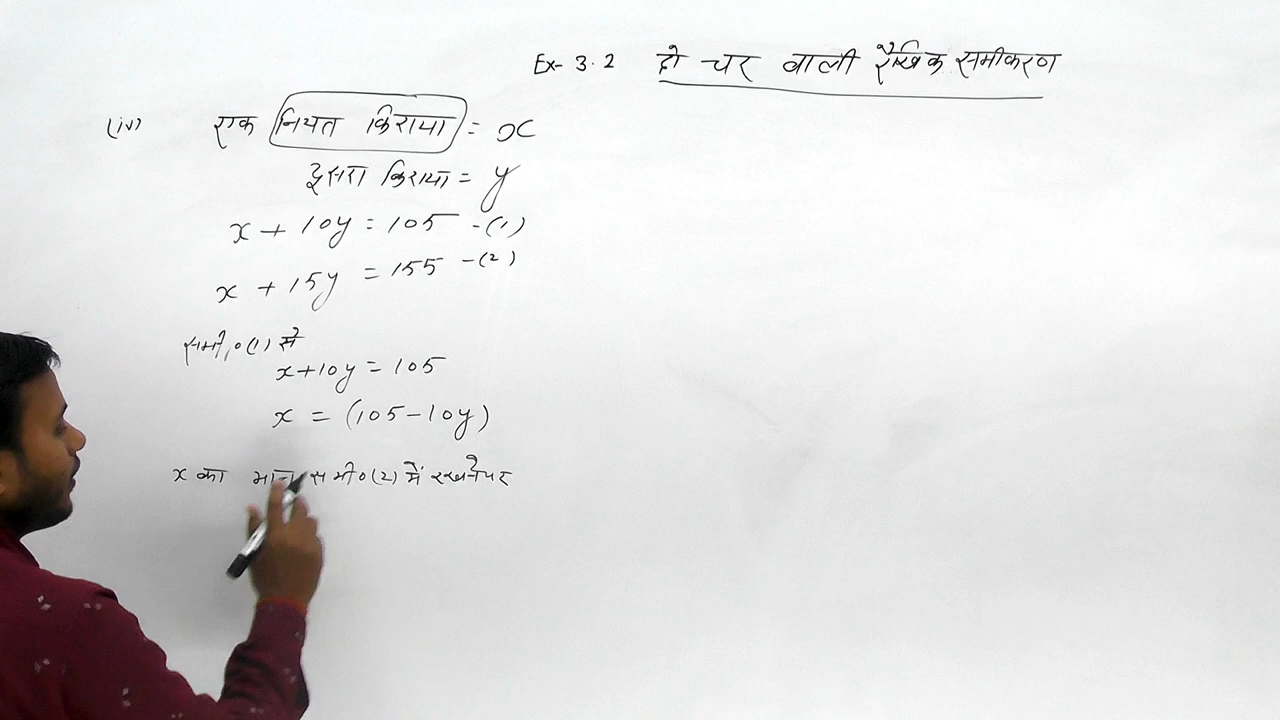 Ex- 3.2 दो चर वाली रैखिक समीकरण
(iv) एक नियत किराया = x
दुसरा किराया = y
x + 10y = 105 -(1)
x + 15y = 155 -(2)
समी०(1) से
x+10y = 105
x = (105-10y)
x का मान समी०(2) में रखने पर